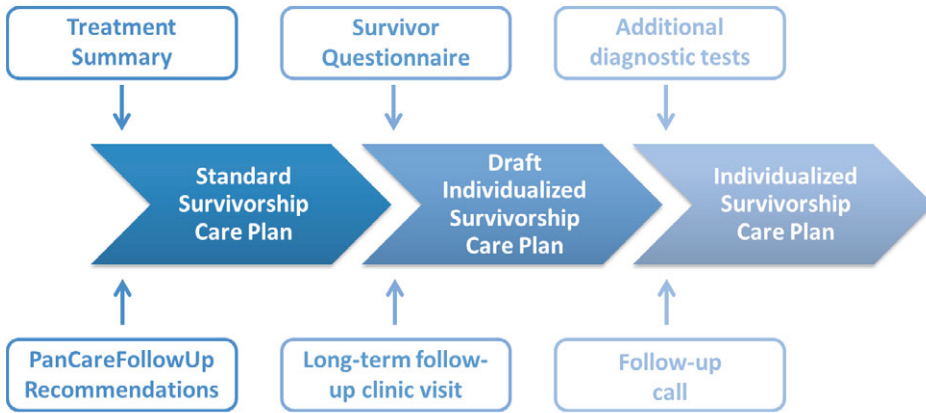 Treatment
Summary
Survivor
Questionnaire
Additional
diagnostic tests
Standard
Survivorship
Care Plan
Draft
Individualized
Survivorship
Care Plan
Individualized
Survivorship
Care Plan
PanCareFollowUp
Recommendations
Long-term follow-
up clinic visit
Follow-up
call